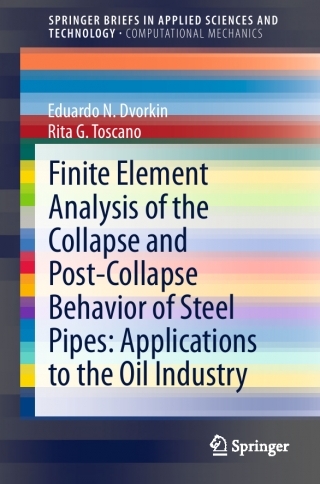 SPRINGER BRIEFS IN APPLIED SCIENCES AND
TECHNOLOGY · COMPUTATIONAL MECHANICS
Eduardo N. Dvorkin
Rita G. Toscano
Finite Element
Analysis of the
Collapse and
Post-Collapse
Behavior of Steel
Pipes: Applications
to the Oil Industry
Springer